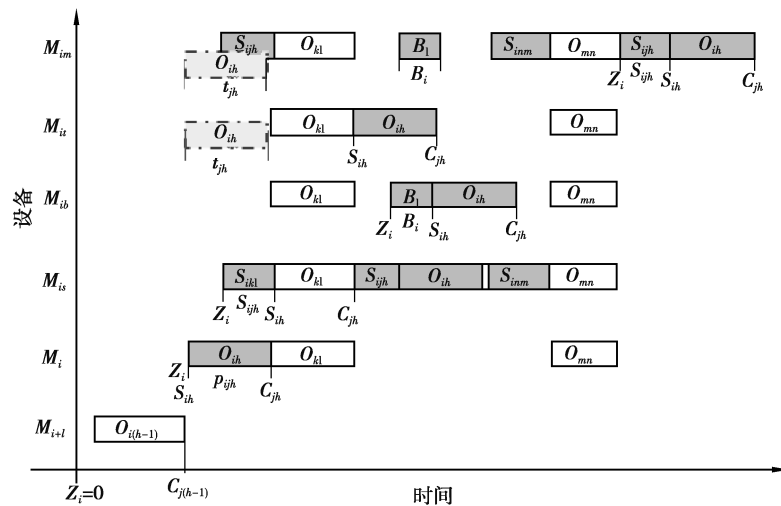 M_im S_ijh O_kl B_1 S_inm O_mn S_ijh O_ih
O_ih
t_jh B_i Z_i S_ijh S_ih C_jh
M_it O_ih O_kl O_ih O_mn
t_jh S_ih C_jh
M_ib O_kl B_1 O_ih O_mn
Z_i B_i S_ih C_jh
设备
M_is S_ikl O_kl S_ijh O_ih S_inm O_mn
Z_i S_ijh S_ih C_jh
M_i O_ih O_kl O_mn
Z_i
S_ih p_ijh C_jh
M_i+l O_i(h-1)
Z_i=0 C_j(h-1) 时间